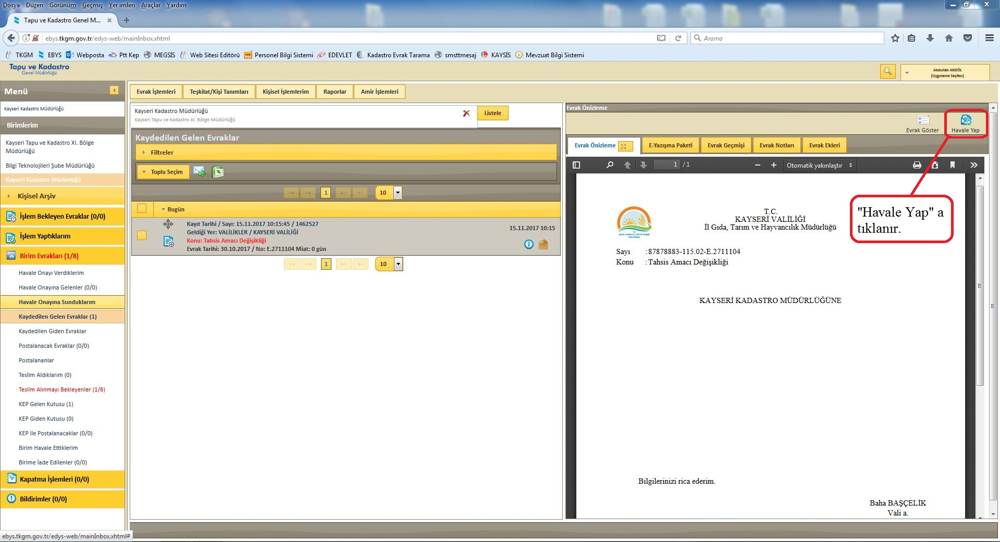 Dosya Düzen Görünüm Geçmiş Yer imleri Araçlar Yardım
Tapu ve Kadastro Genel M...
ebys.tkgm.gov.tr/edys-web/mainInbox.xhtml
Arama
TKGM EBYS Webposta Ptt Kep MEGSİS Web Sitesi Editörü Personel Bilgi Sistemi EDEVLET Kadastro Evrak Tarama smsttmesaj KAYSİS Mevzuat Bilgi Sistemi
Tapu ve Kadastro
Genel Müdürlüğü
Abdullah AKDÖL
(Uygulama Sayfası)
Menü
Kayseri Kadastro Müdürlüğü
Birimlerim
Kayseri Tapu ve Kadastro XI. Bölge
Müdürlüğü
Bilgi Teknolojileri Şube Müdürlüğü
Kayseri Kadastro Müdürlüğü
Kişisel Arşiv
İşlem Bekleyen Evraklar (0/0)
İşlem Yaptıklarım
Birim Evrakları (1/8)
Havale Onayı Verdiklerim
Havale Onayına Gelenler (0/0)
Havale Onayına Sunduklarım
Kaydedilen Gelen Evraklar (1)
Kaydedilen Giden Evraklar
Postalanacak Evraklar (0/0)
Postalananlar
Teslim Aldıklarım (0)
Teslim Alınmayı Bekleyenler (1/6)
KEP Gelen Kutusu (1)
KEP Giden Kutusu (0)
KEP ile Postalanacaklar (0/0)
Birim Havale Ettiklerim
Birime İade Edilenler (0/0)
Kapatma İşlemleri (0/0)
Bildirimler (0/0)
ebys.tkgm.gov.tr/edys-web/mainInbox.xhtml#
Evrak İşlemleri Teşkilat/Kişi Tanımları Kişisel İşlemlerim Raporlar Amir İşlemleri
Kayseri Kadastro Müdürlüğü
Kayseri Tapu ve Kadastro XI. Bölge Müdürlüğü
Listele
Kaydedilen Gelen Evraklar
Filtreler
Toplu Seçim
1 10
Bugün
Kayıt Tarihi / Sayı: 15.11.2017 10:15:45 / 1462527
Geldiği Yer: VALİLİKLER / KAYSERİ VALİLİĞİ
Konu: Tahsis Amacı Değişikliği
Evrak Tarihi: 30.10.2017 / No: E.2711104 Miat: 0 gün
15.11.2017 10:15
1 10
Evrak Önizleme
Evrak Göster Havale Yap
Evrak Önizleme E-Yazışma Paketi Evrak Geçmişi Evrak Notları Evrak Ekleri
1 / 1 Otomatik yakınlaştır
"Havale Yap" a
tıklanır.
T.C.
KAYSERİ VALİLİĞİ
İl Gıda, Tarım ve Hayvancılık Müdürlüğü
T.C.
GIDA TARIM VE HAYVANCILIK
BAKANLIĞI
Sayı :87878883-115.02-E.2711104
Konu :Tahsis Amacı Değişikliği
KAYSERİ KADASTRO MÜDÜRLÜĞÜNE
Bilgilerinizi rica ederim.
Baha BAŞÇELİK
Vali a.